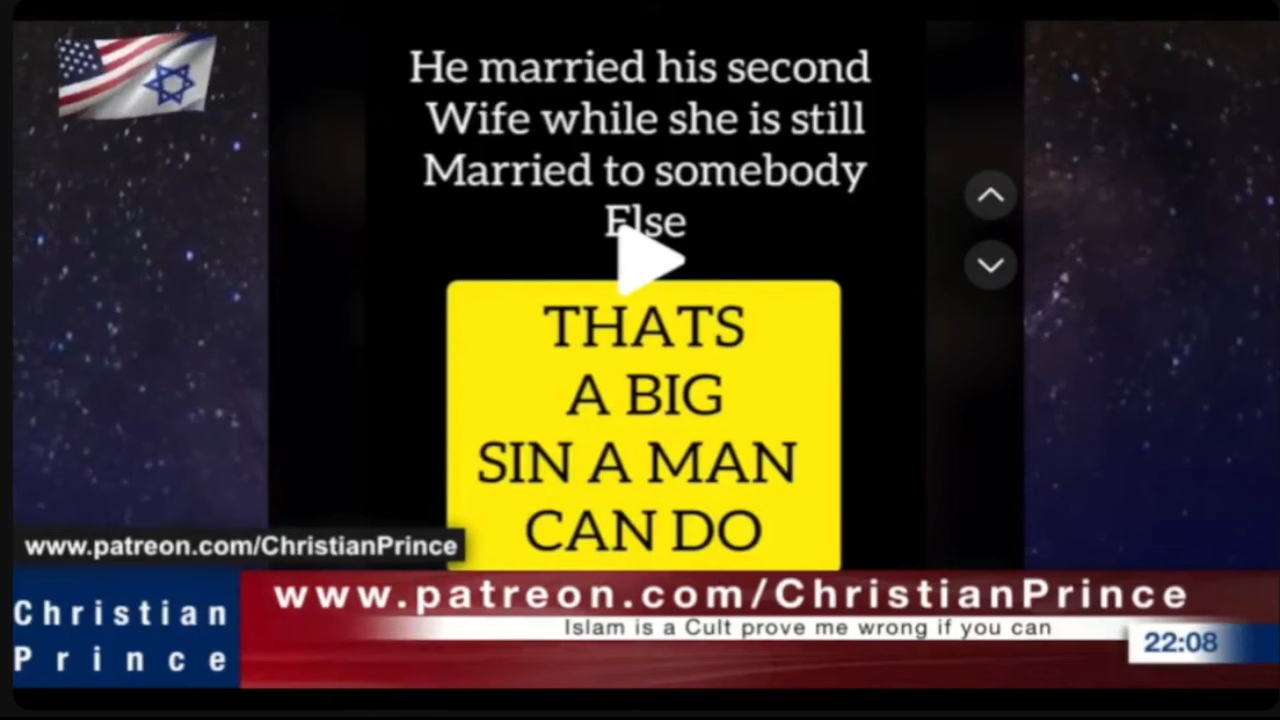 He married his second
Wife while she is still
Married to somebody
Else
THATS
A BIG
SIN A MAN
CAN DO
www.patreon.com/ChristianPrince
Christian
Prince
www.patreon.com/ChristianPrince
Islam is a Cult prove me wrong if you can
22:08